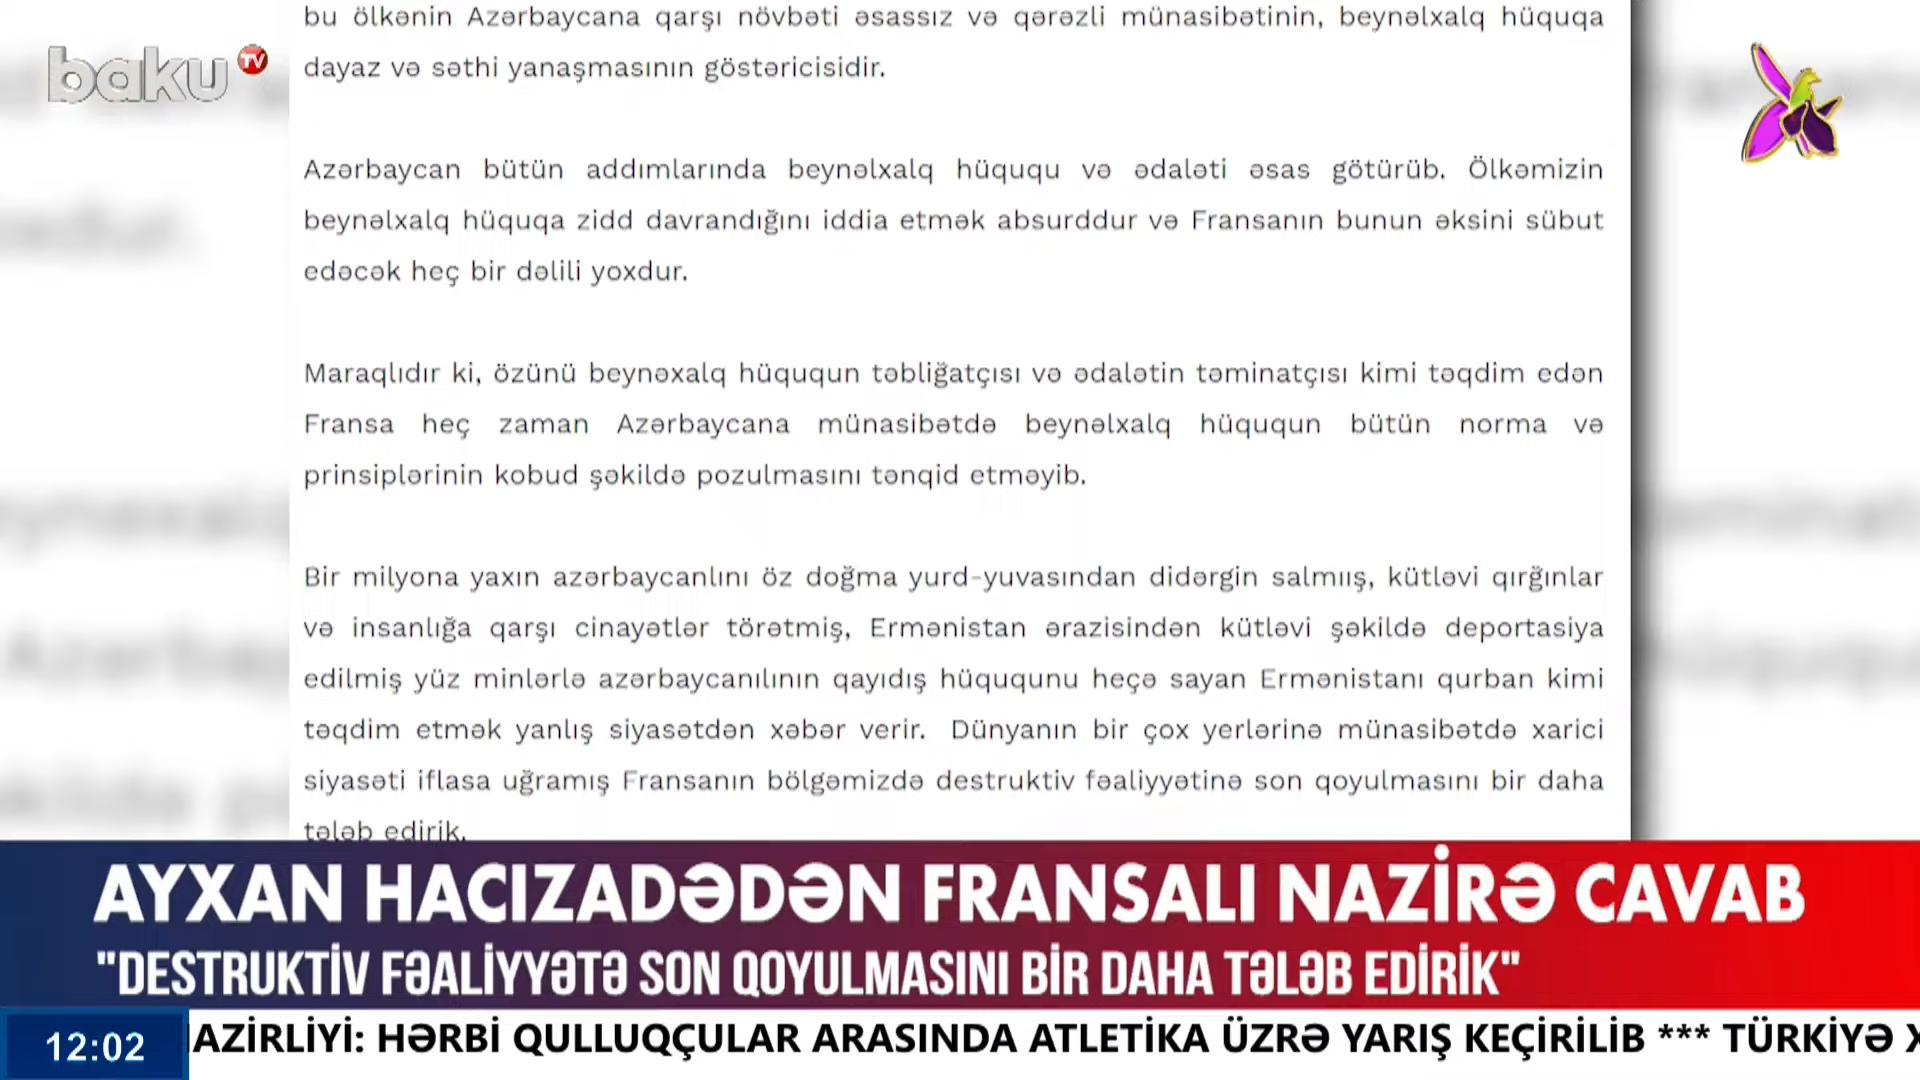 bu ölkənin Azərbaycana qarşı növbəti əsassız və qərəzli münasibətinin, beynəlxalq hüquqa
baku TV
dayaz və səthi yanaşmasının göstəricisidir.
Azərbaycan bütün addımlarında beynəlxalq hüququ və ədaləti əsas götürüb. Ölkəmizin
beynəlxalq hüquqa zidd davrandığını iddia etmək absurddur və Fransanın bunun əksini sübut
edəcək heç bir dəlili yoxdur.
Maraqlıdır ki, özünü beynəxalq hüququn təbliğatçısı və ədalətin təminatçısı kimi təqdim edən
Fransa heç zaman Azərbaycana münasibətdə beynəlxalq hüququn bütün norma və
prinsiplərinin kobud şəkildə pozulmasını tənqid etməyib.
Bir milyona yaxın azərbaycanlını öz doğma yurd-yuvasından didərgin salmıış, kütləvi qırğınlar
və insanlığa qarşı cinayətlər törətmiş, Ermənistan ərazisindən kütləvi şəkildə deportasiya
edilmiş yüz minlərlə azərbaycanılının qayıdış hüququnu heçə sayan Ermənistanı qurban kimi
təqdim etmək yanlış siyasətdən xəbər verir. Dünyanın bir çox yerlərinə münasibətdə xarici
siyasəti iflasa uğramış Fransanın bölgəmizdə destruktiv fəaliyyətinə son qoyulmasını bir daha
tələb edirik.
AYXAN HACIZADƏDƏN FRANSALI NAZİRƏ CAVAB
"DESTRUKTİV FƏALİYYƏTƏ SON QOYULMASINI BİR DAHA TƏLƏB EDİRİK"
12:02 AZİRLİYİ: HƏRBİ QULLUQÇULAR ARASINDA ATLETİKA ÜZRƏ YARIŞ KEÇİRİLİB *** TÜRKİYƏ X